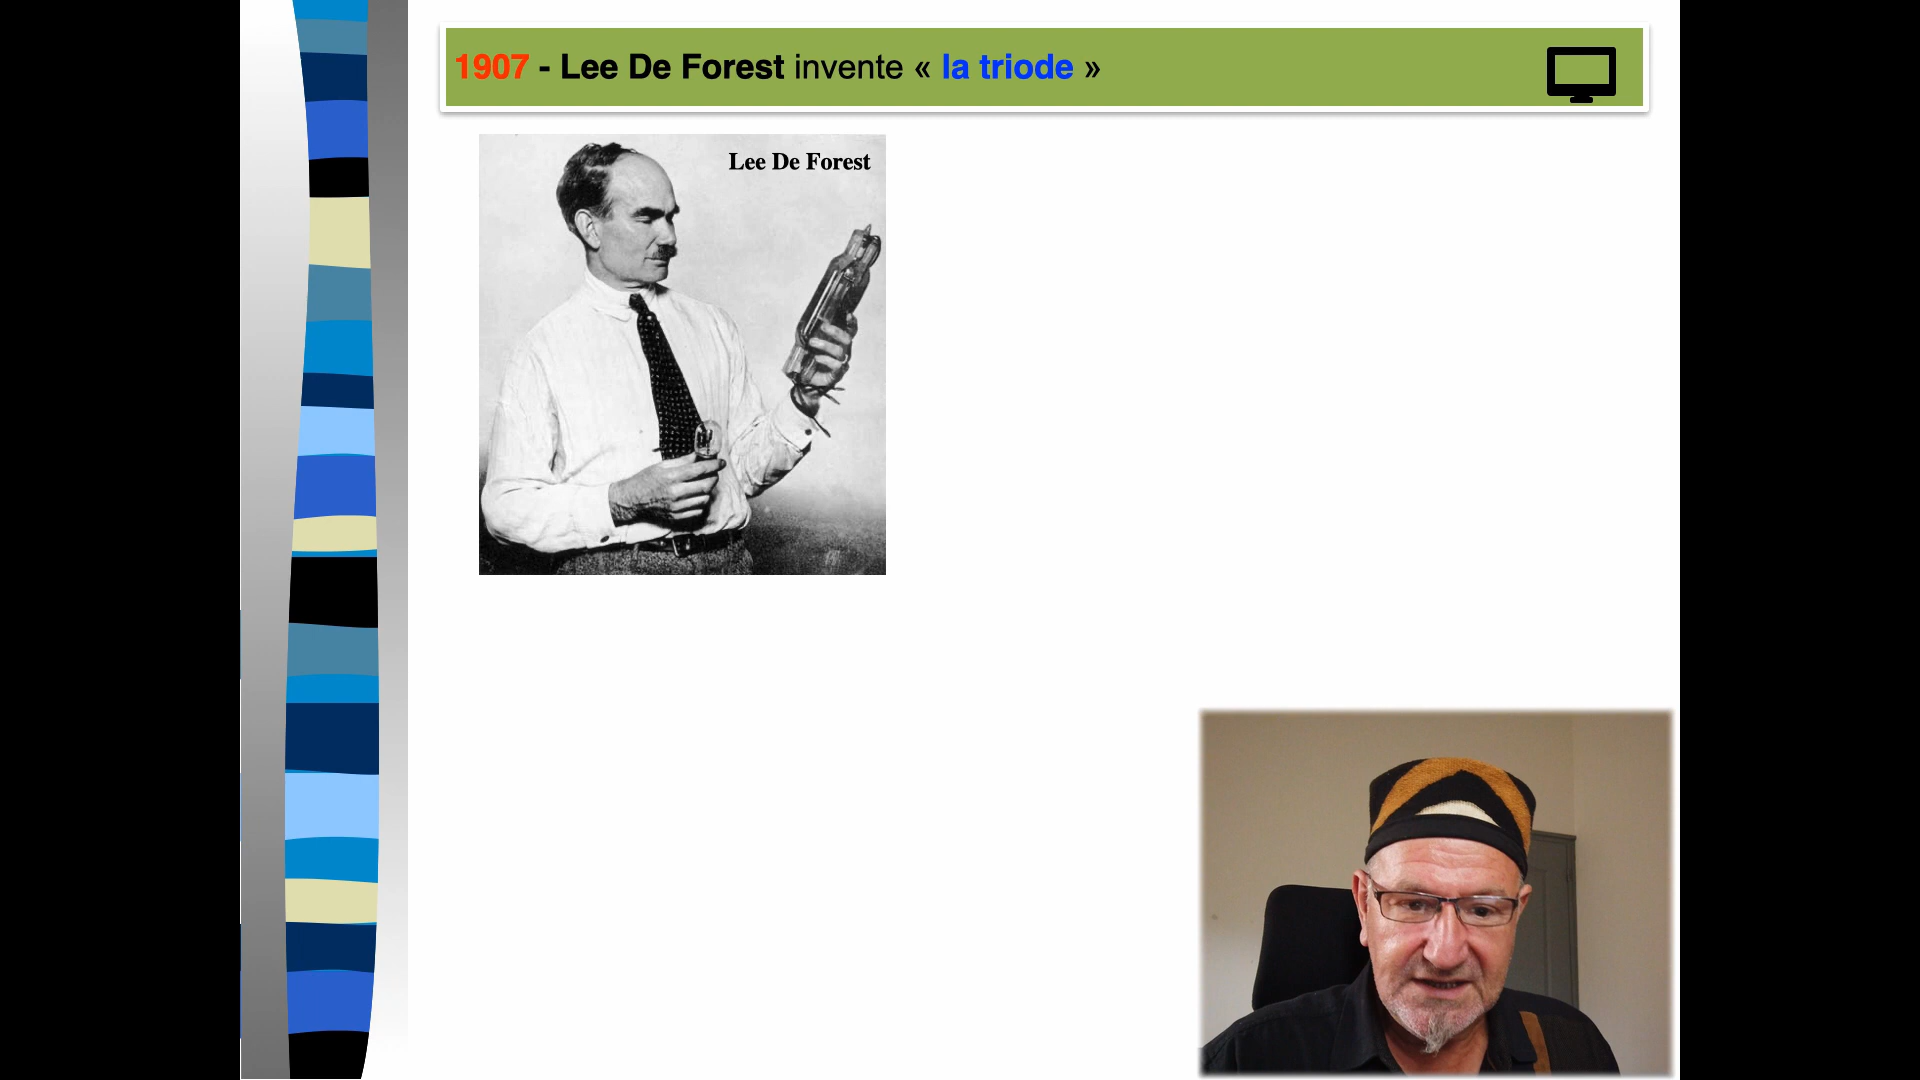 1907 - Lee De Forest invente « la triode »
Lee De Forest